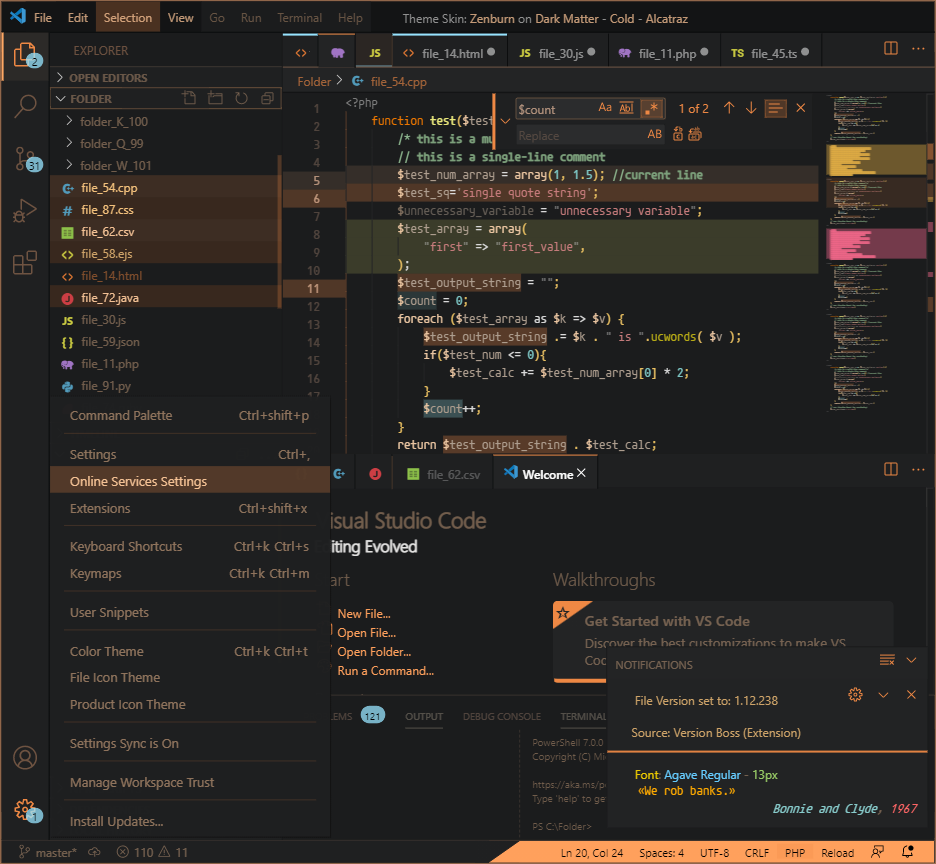 File Edit Selection View Go Run Terminal Help Theme Skin: Zenburn on Dark Matter - Cold - Alcatraz
2 EXPLORER <> JS <> file_14.html JS file_30.js file_11.php TS file_45.ts
OPEN EDITORS
FOLDER
Folder > file_54.cpp
folder_K_100
folder_Q_99
folder_W_101
31
file_54.cpp
# file_87.css
file_62.csv
<> file_58.ejs
<> file_14.html
J file_72.java
JS file_30.js
{} file_59.json
file_11.php
file_91.py
$count Aa Abl .* 1 of 2
Replace AB
1 <?php
2 function test($test
3 /* this is a mu
4 // this is a single-line comment
5 $test_num_array = array(1, 1.5); //current line
6 $test_sq='single quote string';
7 $unnecessary_variable = "unnecessary variable";
8 $test_array = array(
9 "first" => "first_value",
10 );
11 $test_output_string = "";
12 $count = 0;
13 foreach ($test_array as $k => $v) {
14 $test_output_string .= $k . " is ".ucwords( $v );
15 if($test_num <= 0){
16 $test_calc += $test_num_array[0] * 2;
17 }
$count++;
}
return $test_output_string . $test_calc;
Command Palette Ctrl+shift+p
Settings Ctrl+,
Online Services Settings
Extensions Ctrl+shift+x
Keyboard Shortcuts Ctrl+k Ctrl+s
Keymaps Ctrl+k Ctrl+m
User Snippets
Color Theme Ctrl+k Ctrl+t
File Icon Theme
Product Icon Theme
Settings Sync is On
Manage Workspace Trust
Install Updates...
J file_62.csv Welcome
isual Studio Code
iting Evolved
art
New File...
Open File...
Open Folder...
Run a Command...
Walkthroughs
Get Started with VS Code
Discover the best customizations to make VS
Coo
LEMS 121 OUTPUT DEBUG CONSOLE TERMINAL
PowerShell 7.0.0
Copyright (C) Mi
https://aka.ms/po
Type 'help' to ge
PS C:\Folder>
NOTIFICATIONS
File Version set to: 1.12.238
Source: Version Boss (Extension)
Font: Agave Regular - 13px
«We rob banks.»
Bonnie and Clyde, 1967
1
master* 110 11 Ln 20, Col 24 Spaces: 4 UTF-8 CRLF PHP Reload